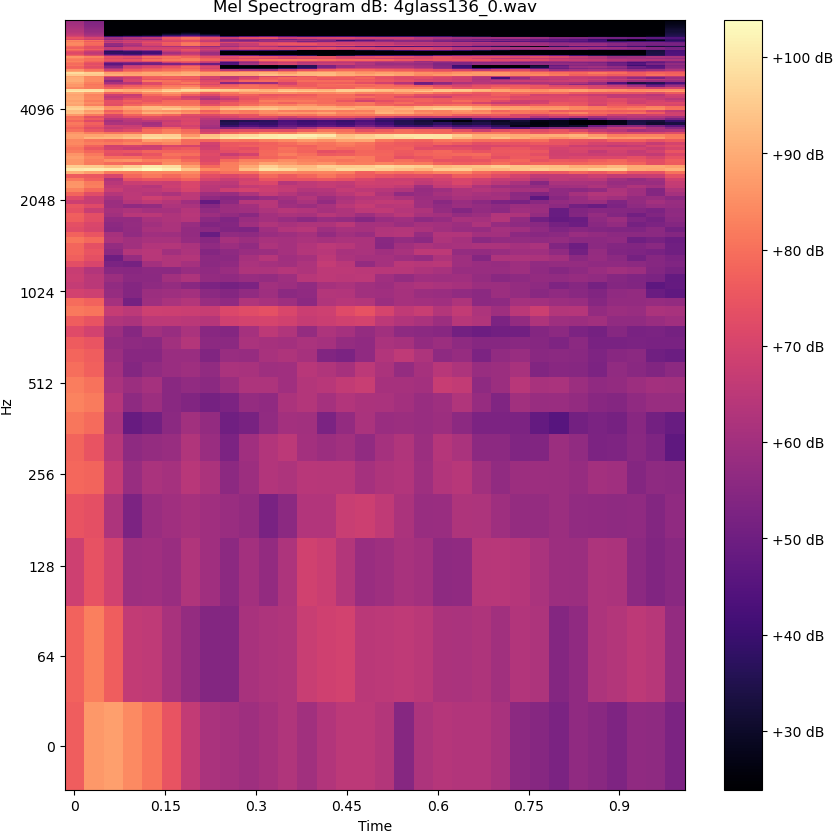 Mel Spectrogram dB: 4glass136_0.wav
+100 dB
+90 dB
+80 dB
+70 dB
+60 dB
+50 dB
+40 dB
+30 dB
4096
2048
1024
512
256
128
64
0
Hz
0 0.15 0.3 0.45 0.6 0.75 0.9
Time